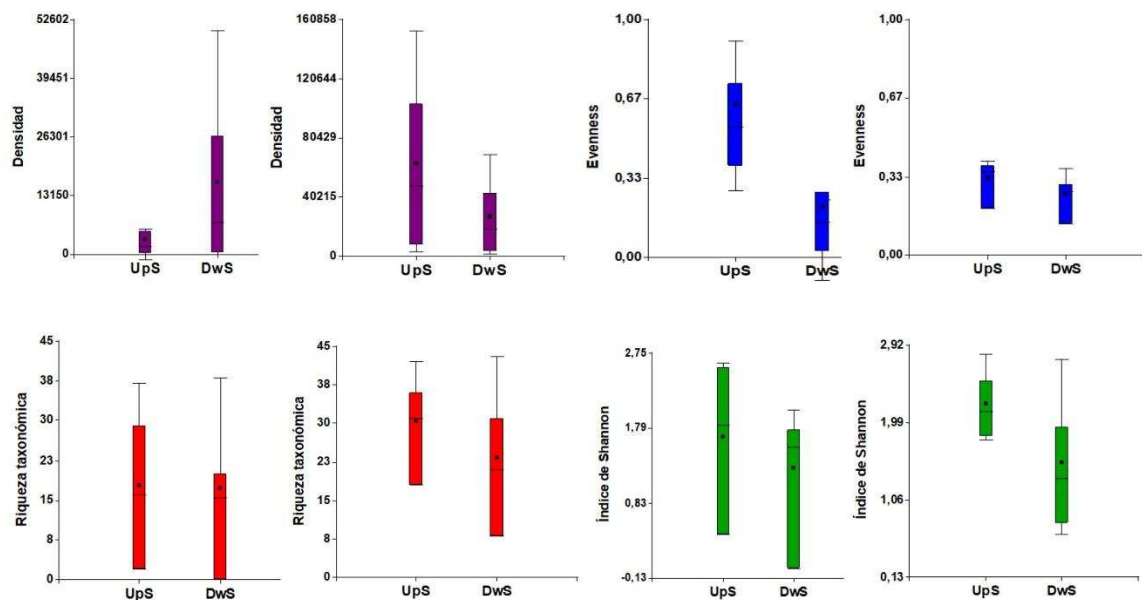 Densidad
52602
39451
26301
13150
0
UpS DwS
Densidad
160858
120644
80429
40215
0
UpS DwS
Evenness
1,00
0,67
0,33
0,00
UpS DwS
Evenness
1,00
0,67
0,33
0,00
UpS DwS
Riqueza taxonómica
45
38
30
23
15
8
0
UpS DwS
Riqueza taxonómica
45
38
30
23
15
8
0
UpS DwS
Índice de Shannon
2,75
1,79
0,83
-0,13
UpS DwS
Índice de Shannon
2,92
1,99
1,06
0,13
UpS DwS